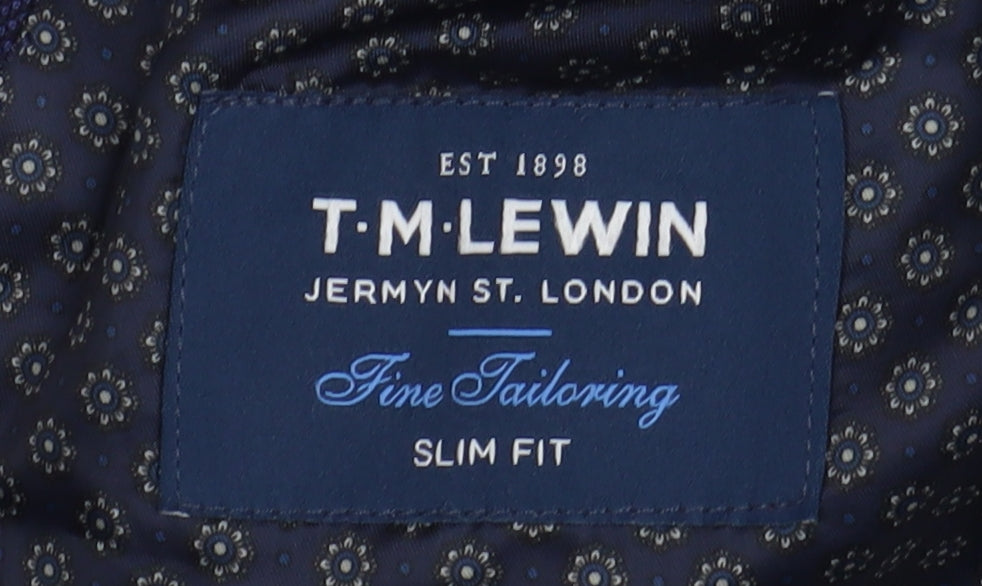 EST 1898
T·M·LEWIN
JERMYN ST. LONDON
Fine Tailoring
SLIM FIT